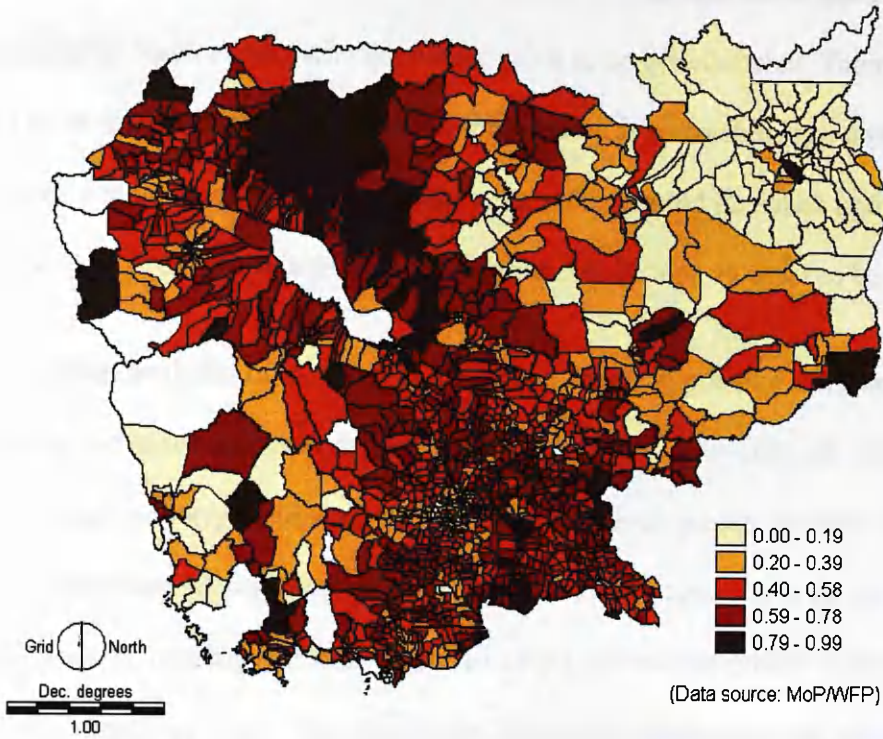 0.00 - 0.19
0.20 - 0.39
0.40 - 0.58
0.59 - 0.78
0.79 - 0.99
(Data source: MoP/WFP)
Grid North
Dec. degrees
1.00